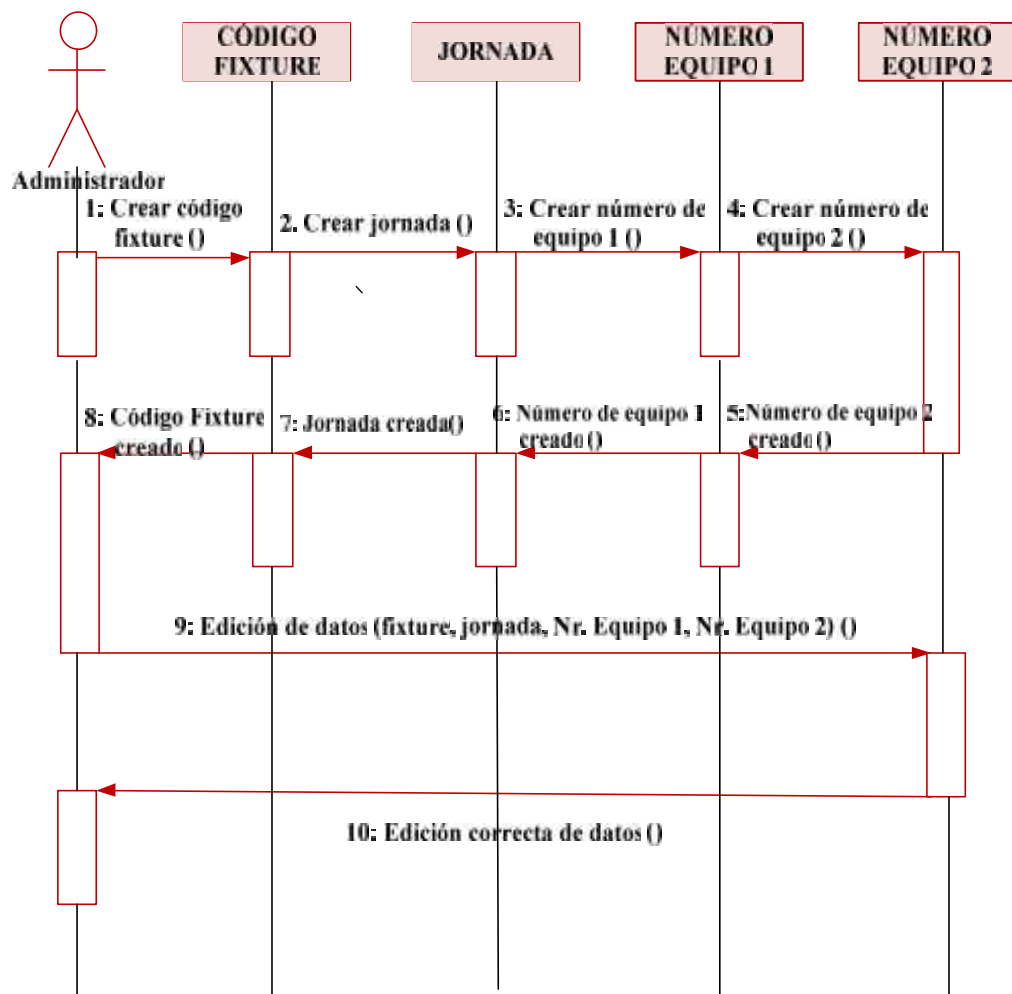 CÓDIGO
FIXTURE
JORNADA
NÚMERO
EQUIPO 1
NÚMERO
EQUIPO 2
Administrador
1: Crear código
fixture ()
2. Crear jornada ()
3: Crear número de
equipo 1 ()
4: Crear número de
equipo 2 ()
8: Código Fixture
creado ()
7: Jornada creada()
6: Número de equipo 1
creado ()
5:Número de equipo 2
creado ()
9: Edición de datos (fixture, jornada, Nr. Equipo 1, Nr. Equipo 2) ()
10: Edición correcta de datos ()